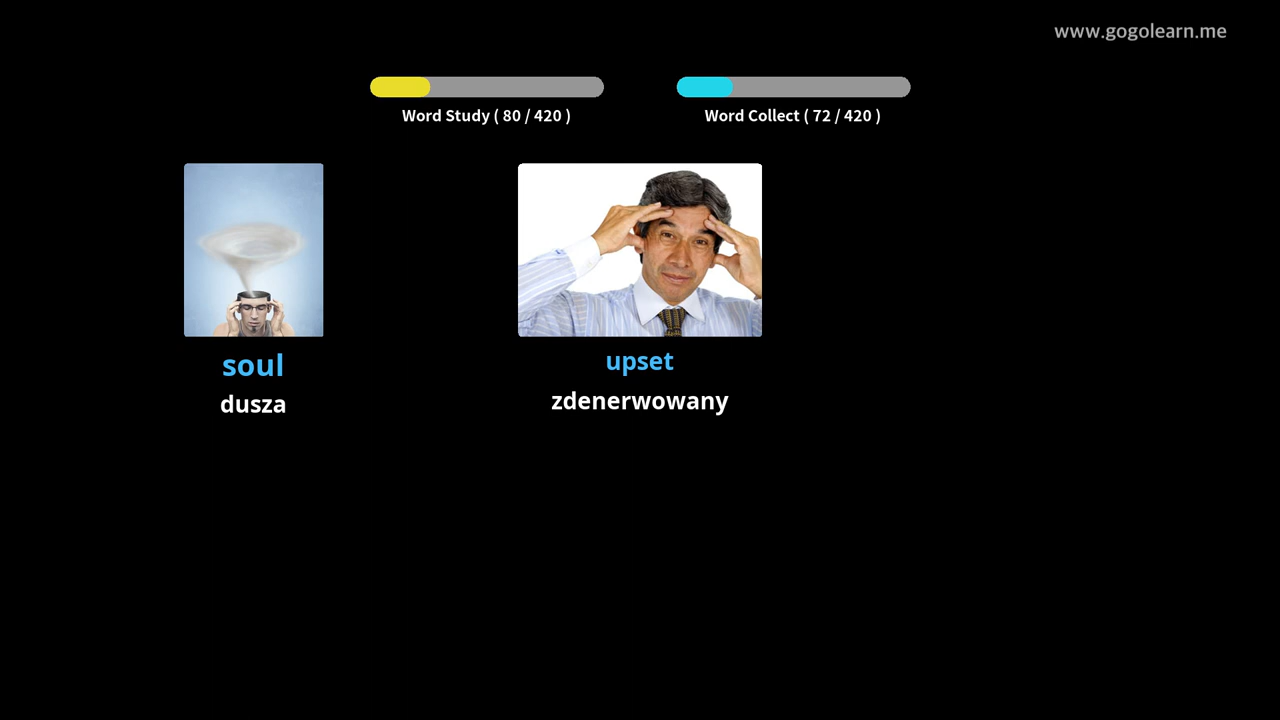 www.gogolearn.me
Word Study ( 80 / 420 )
Word Collect ( 72 / 420 )
soul
dusza
upset
zdenerwowany